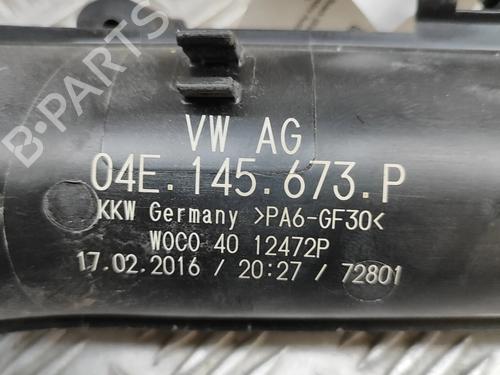 VW AG
04E.145.673.P
KKW Germany >PA6-GF30<
WOCO 40 12472P
17.02.2016 / 20:27 / 72801
B-PARTS